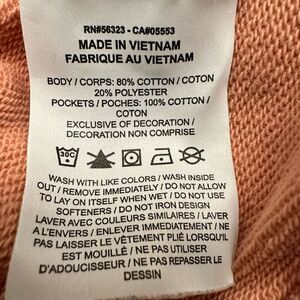 RN#56323 - CA#05553
MADE IN VIETNAM
FABRIQUE AU VIETNAM
BODY / CORPS: 80% COTTON / COTON
20% POLYESTER
POCKETS / POCHES: 100% COTTON /
COTON
EXCLUSIVE OF DECORATION /
DECORATION NON COMPRISE
30C
WASH WITH LIKE COLORS / WASH INSIDE
OUT / REMOVE IMMEDIATELY / DO NOT ALLOW
TO LAY ON ITSELF WHEN WET / DO NOT USE
SOFTENERS / DO NOT IRON DESIGN
LAVER AVEC COULEURS SIMILAIRES / LAVER
A L'ENVERS / ENLEVER IMMEDIATEMENT / NE
PAS LAISSER LE VÊTEMENT PLIÉ LORSQU'IL
EST MOUILLÉ / NE PAS UTILISER
D'ADOUCISSEUR / NE PAS REPASSER LE
DESSIN